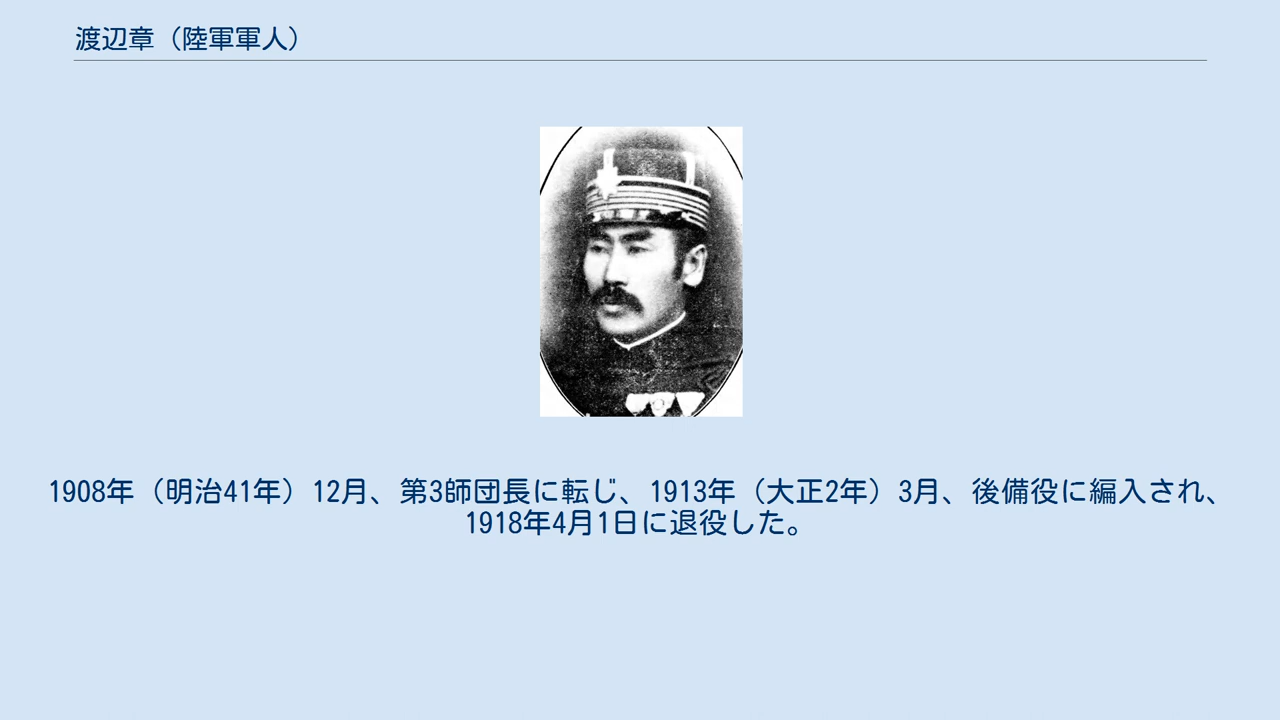 渡辺章（陸軍軍人）
1908年（明治41年）12月、第3師団長に転じ、1913年（大正2年）3月、後備役に編入され、
1918年4月1日に退役した。